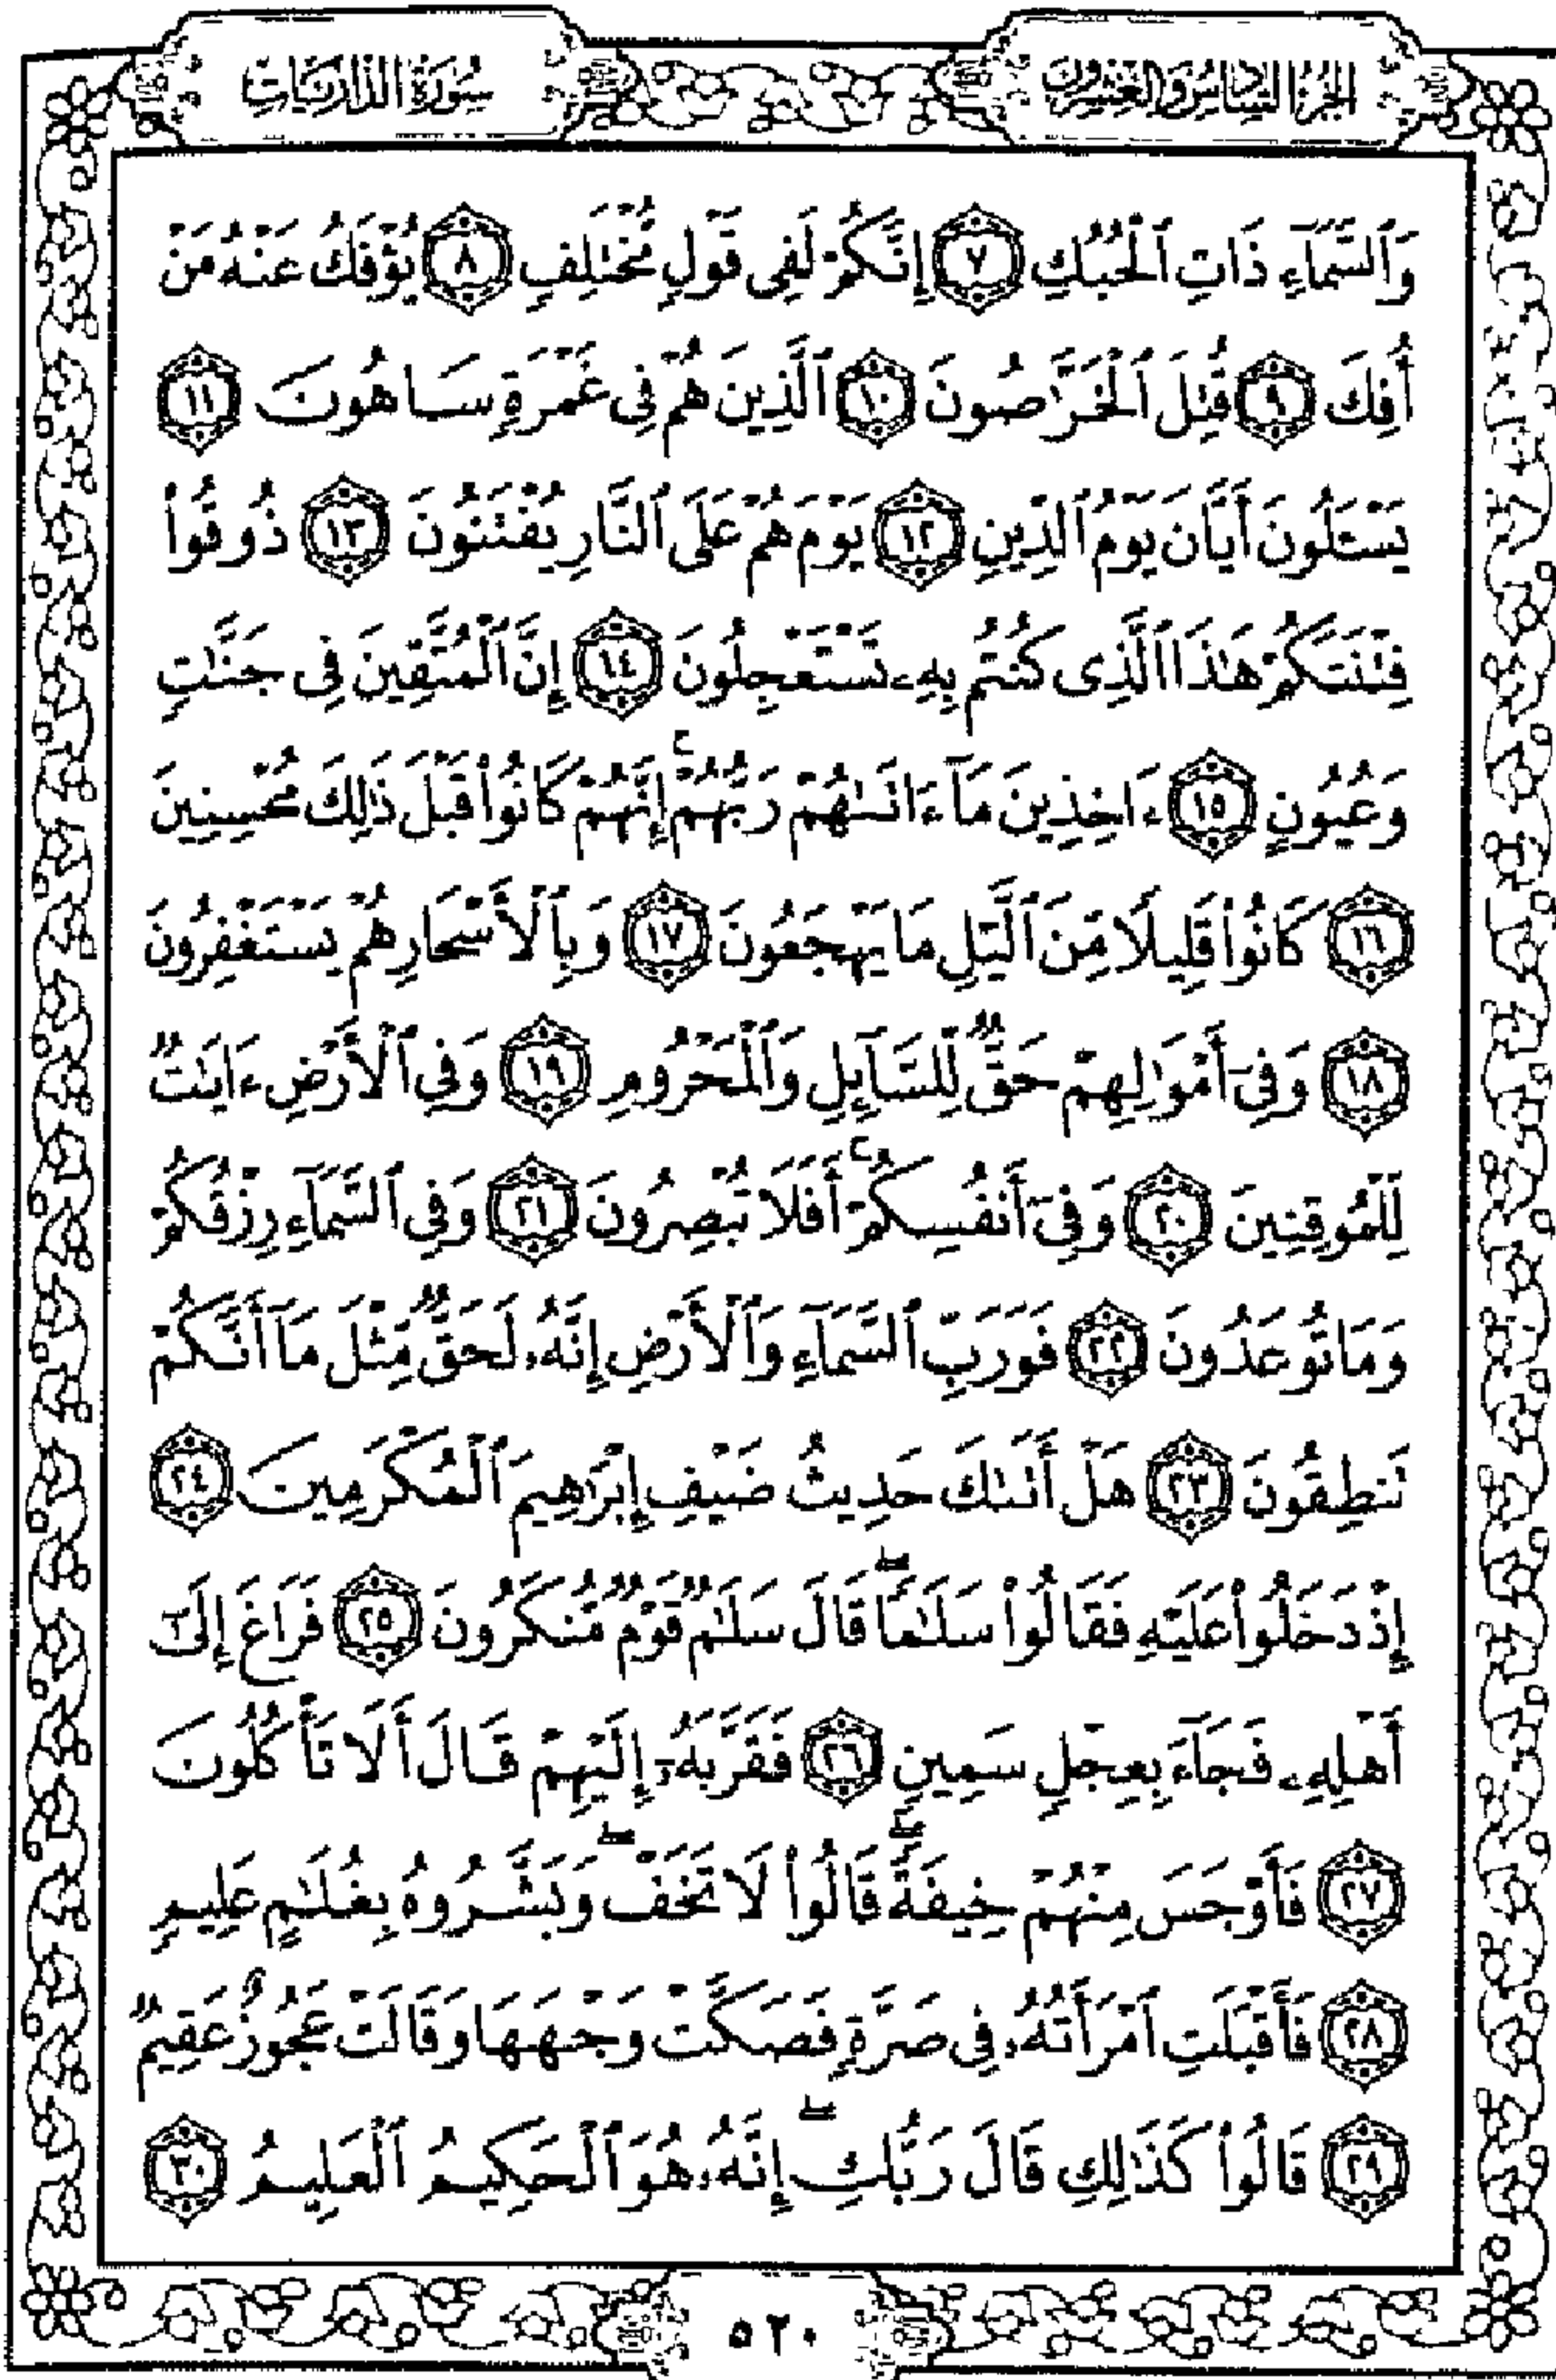 الجزء السادس والعشرون
سورة الذاريات
وَٱلسَّمَآءِ ذَاتِ ٱلْحُبُكِ ٧ إِنَّكُمْ لَفِى قَوْلٍ مُّخْتَلِفٍ ٨ يُؤْفَكُ عَنْهُ مَنْ
أُفِكَ ٩ قُتِلَ ٱلْخَرَّٰصُونَ ١٠ ٱلَّذِينَ هُمْ فِى غَمْرَةٍ سَاهُونَ ١١
يَسْـَٔلُونَ أَيَّانَ يَوْمُ ٱلدِّينِ ١٢ يَوْمَ هُمْ عَلَى ٱلنَّارِ يُفْتَنُونَ ١٣ ذُوقُوا۟
فِتْنَتَكُمْ هَٰذَا ٱلَّذِى كُنتُم بِهِۦ تَسْتَعْجِلُونَ ١٤ إِنَّ ٱلْمُتَّقِينَ فِى جَنَّٰتٍ
وَعُيُونٍ ١٥ ءَاخِذِينَ مَآ ءَاتَىٰهُمْ رَبُّهُمْ ۚ إِنَّهُمْ كَانُوا۟ قَبْلَ ذَٰلِكَ مُحْسِنِينَ
١٦ كَانُوا۟ قَلِيلًا مِّنَ ٱلَّيْلِ مَا يَهْجَعُونَ ١٧ وَبِٱلْأَسْحَارِ هُمْ يَسْتَغْفِرُونَ
١٨ وَفِىٓ أَمْوَٰلِهِمْ حَقٌّ لِّلسَّآئِلِ وَٱلْمَحْرُومِ ١٩ وَفِى ٱلْأَرْضِ ءَايَٰتٌ
لِّلْمُوقِنِينَ ٢٠ وَفِىٓ أَنفُسِكُمْ ۚ أَفَلَا تُبْصِرُونَ ٢١ وَفِى ٱلسَّمَآءِ رِزْقُكُمْ
وَمَا تُوعَدُونَ ٢٢ فَوَرَبِّ ٱلسَّمَآءِ وَٱلْأَرْضِ إِنَّهُۥ لَحَقٌّ مِّثْلَ مَآ أَنَّكُمْ
تَنطِقُونَ ٢٣ هَلْ أَتَىٰكَ حَدِيثُ ضَيْفِ إِبْرَٰهِيمَ ٱلْمُكْرَمِينَ ٢٤
إِذْ دَخَلُوا۟ عَلَيْهِ فَقَالُوا۟ سَلَٰمًا ۖ قَالَ سَلَٰمٌ قَوْمٌ مُّنكَرُونَ ٢٥ فَرَاغَ إِلَىٰٓ
أَهْلِهِۦ فَجَآءَ بِعِجْلٍ سَمِينٍ ٢٦ فَقَرَّبَهُۥٓ إِلَيْهِمْ قَالَ أَلَا تَأْكُلُونَ
٢٧ فَأَوْجَسَ مِنْهُمْ خِيفَةً ۖ قَالُوا۟ لَا تَخَفْ ۖ وَبَشَّرُوهُ بِغُلَٰمٍ عَلِيمٍ
٢٨ فَأَقْبَلَتِ ٱمْرَأَتُهُۥ فِى صَرَّةٍ فَصَكَّتْ وَجْهَهَا وَقَالَتْ عَجُوزٌ عَقِيمٌ
٢٩ قَالُوا۟ كَذَٰلِكِ قَالَ رَبُّكِ ۖ إِنَّهُۥ هُوَ ٱلْحَكِيمُ ٱلْعَلِيمُ ٣٠
٥٢٠